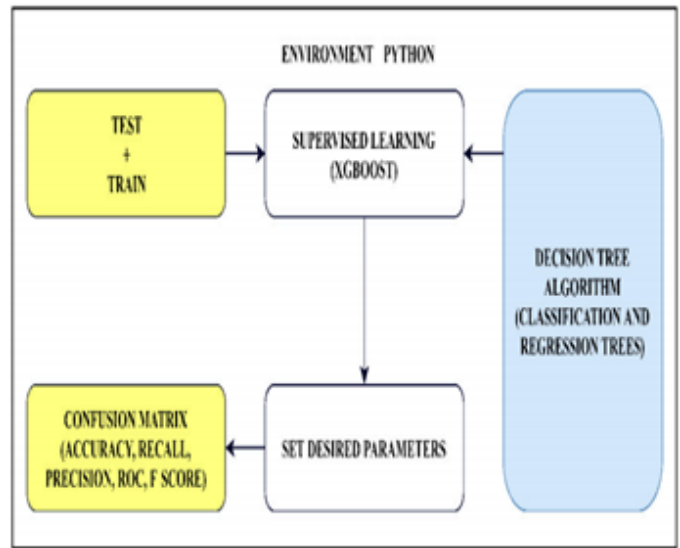 ENVIRONMENT PYTHON
TEST
+
TRAIN
SUPERVISED LEARNING
(XGBOOST)
DECISION TREE
ALGORITHM
(CLASSIFICATION AND
REGRESSION TREES)
CONFUSION MATRIX
(ACCURACY, RECALL,
PRECISION, ROC, F SCORE)
SET DESIRED PARAMETERS